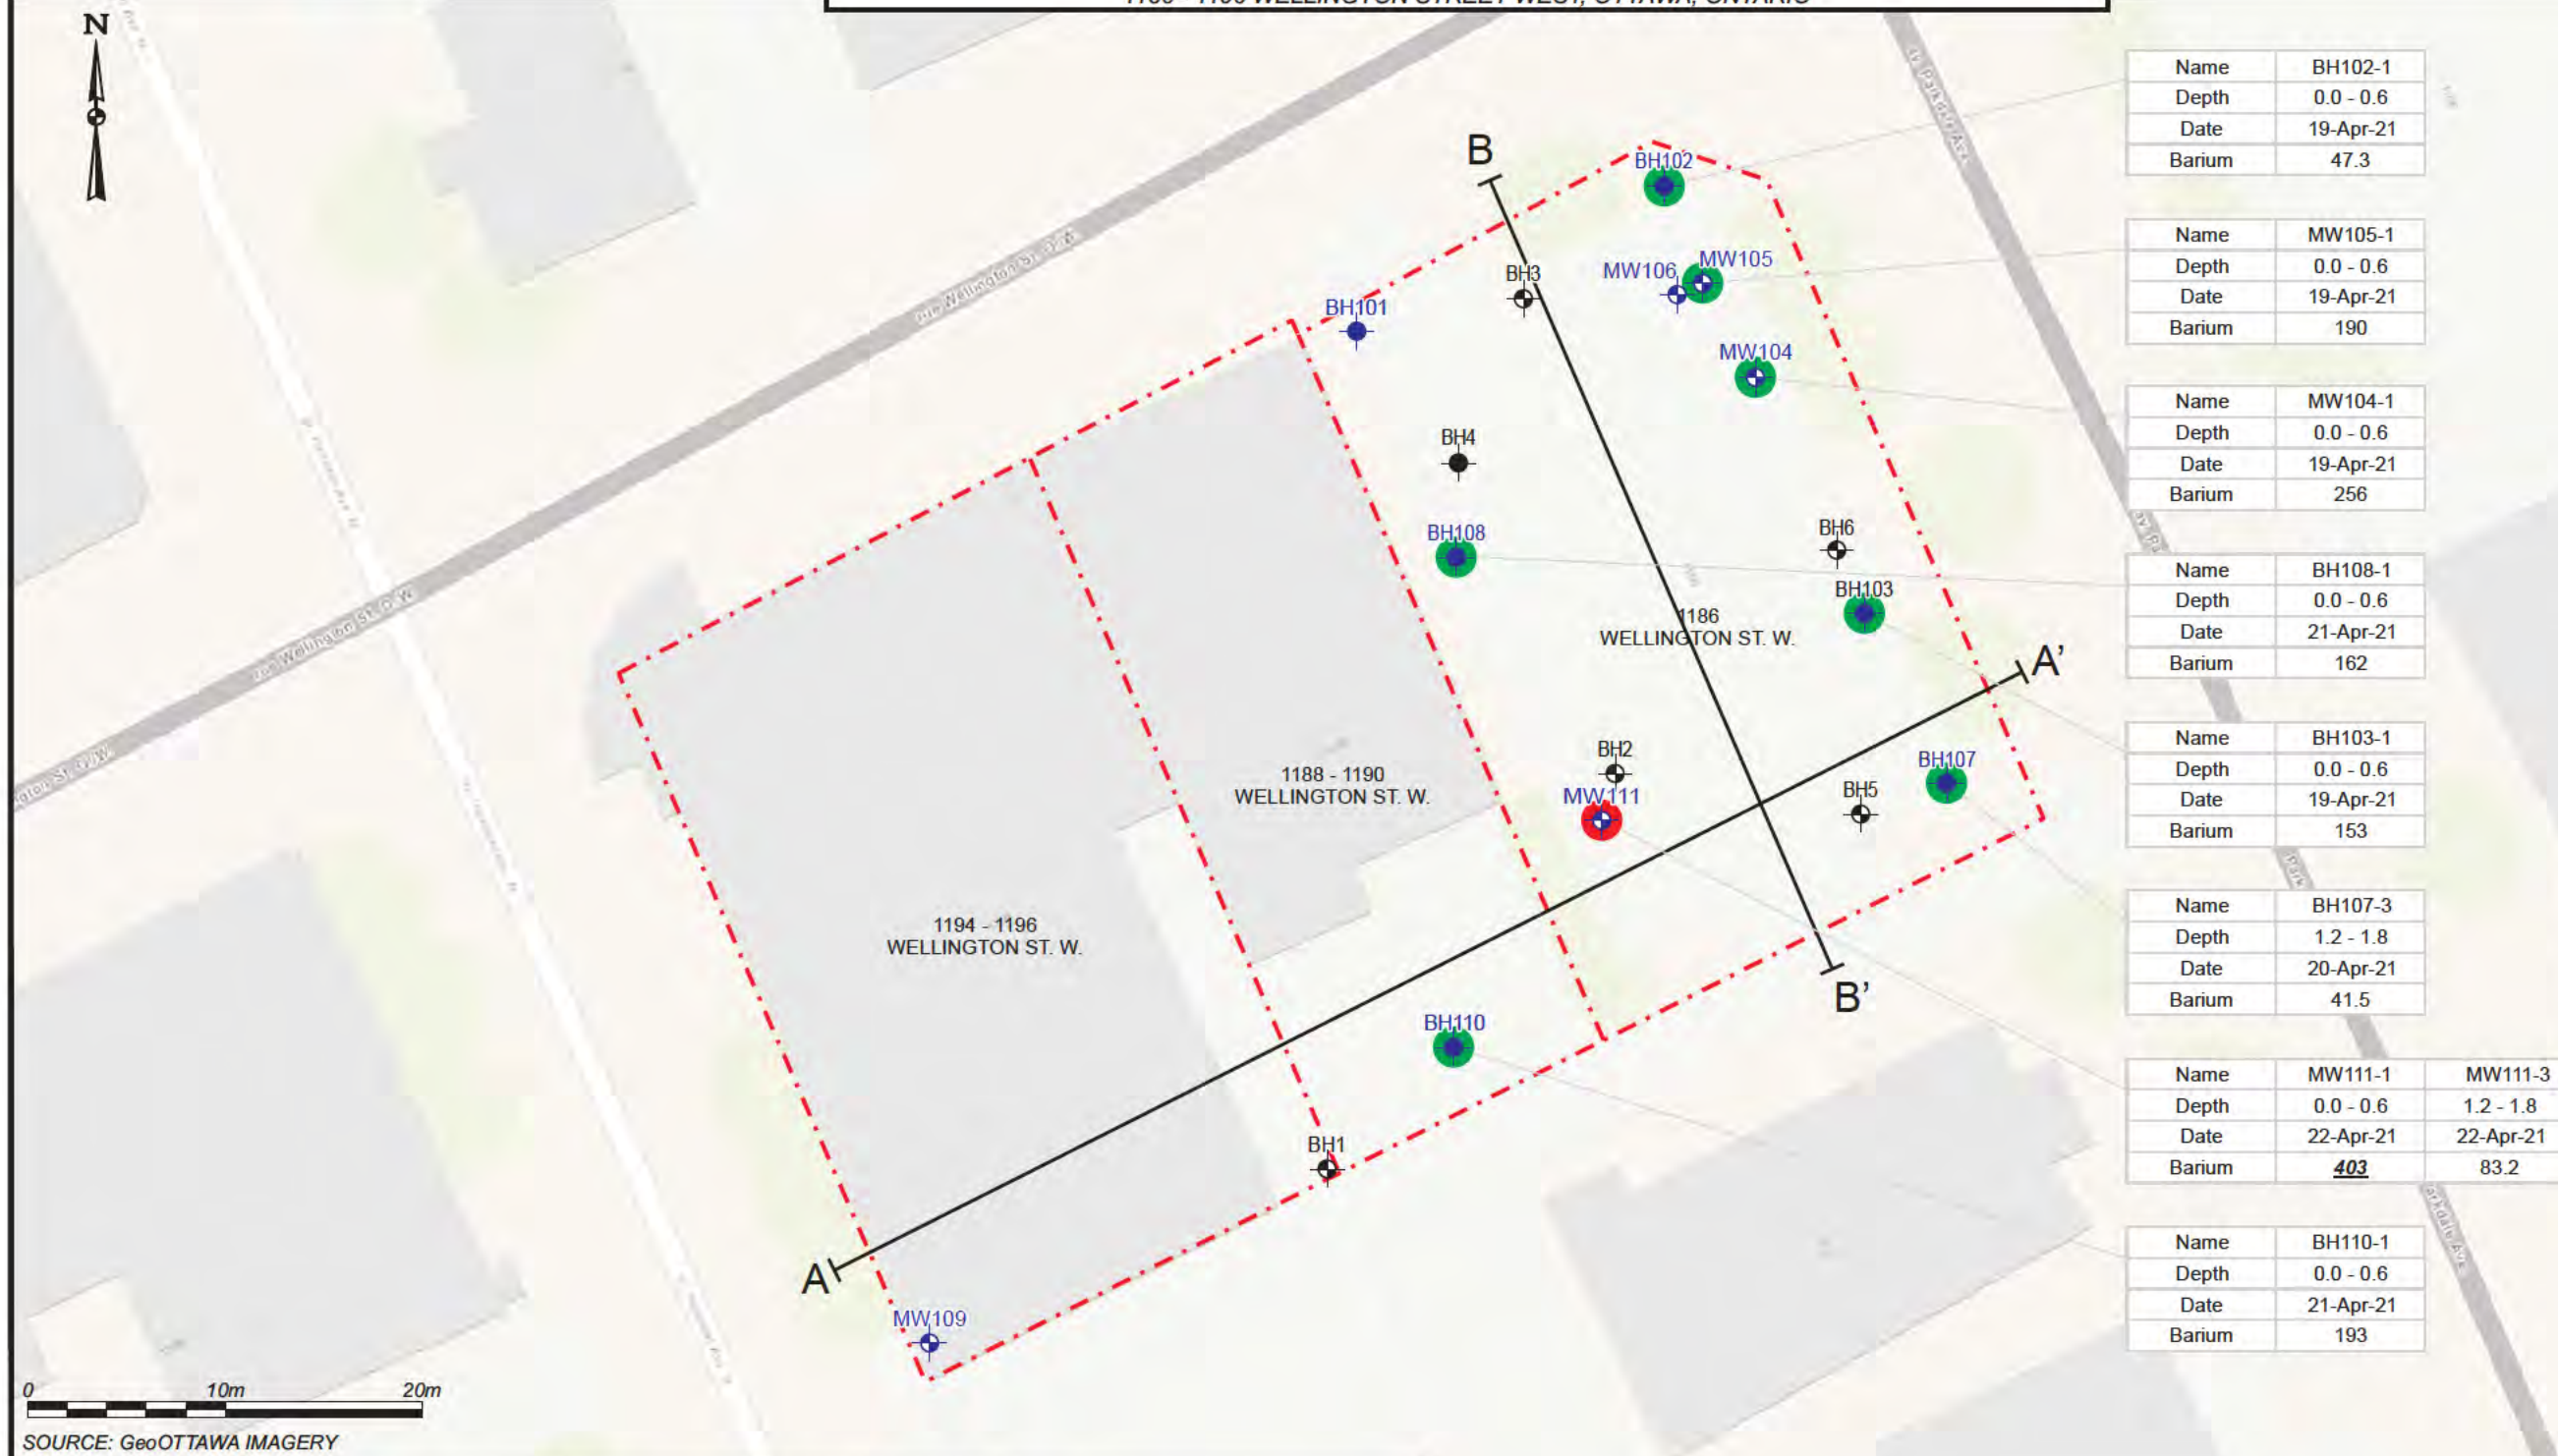 N
B
BH102
MW106
MW105
BH3
BH101
MW104
BH4
BH108
BH6
BH103
1186
WELLINGTON ST. W.
A'
BH2
MW111
BH107
BH5
1188 - 1190
WELLINGTON ST. W.
1194 - 1196
WELLINGTON ST. W.
B'
BH110
BH1
A
MW109
Name BH102-1
Depth 0.0 - 0.6
Date 19-Apr-21
Barium 47.3
Name MW105-1
Depth 0.0 - 0.6
Date 19-Apr-21
Barium 190
Name MW104-1
Depth 0.0 - 0.6
Date 19-Apr-21
Barium 256
Name BH108-1
Depth 0.0 - 0.6
Date 21-Apr-21
Barium 162
Name BH103-1
Depth 0.0 - 0.6
Date 19-Apr-21
Barium 153
Name BH107-3
Depth 1.2 - 1.8
Date 20-Apr-21
Barium 41.5
Name MW111-1 MW111-3
Depth 0.0 - 0.6 1.2 - 1.8
Date 22-Apr-21 22-Apr-21
Barium 403 83.2
Name BH110-1
Depth 0.0 - 0.6
Date 21-Apr-21
Barium 193
0 10m 20m
SOURCE: GeoOTTAWA IMAGERY